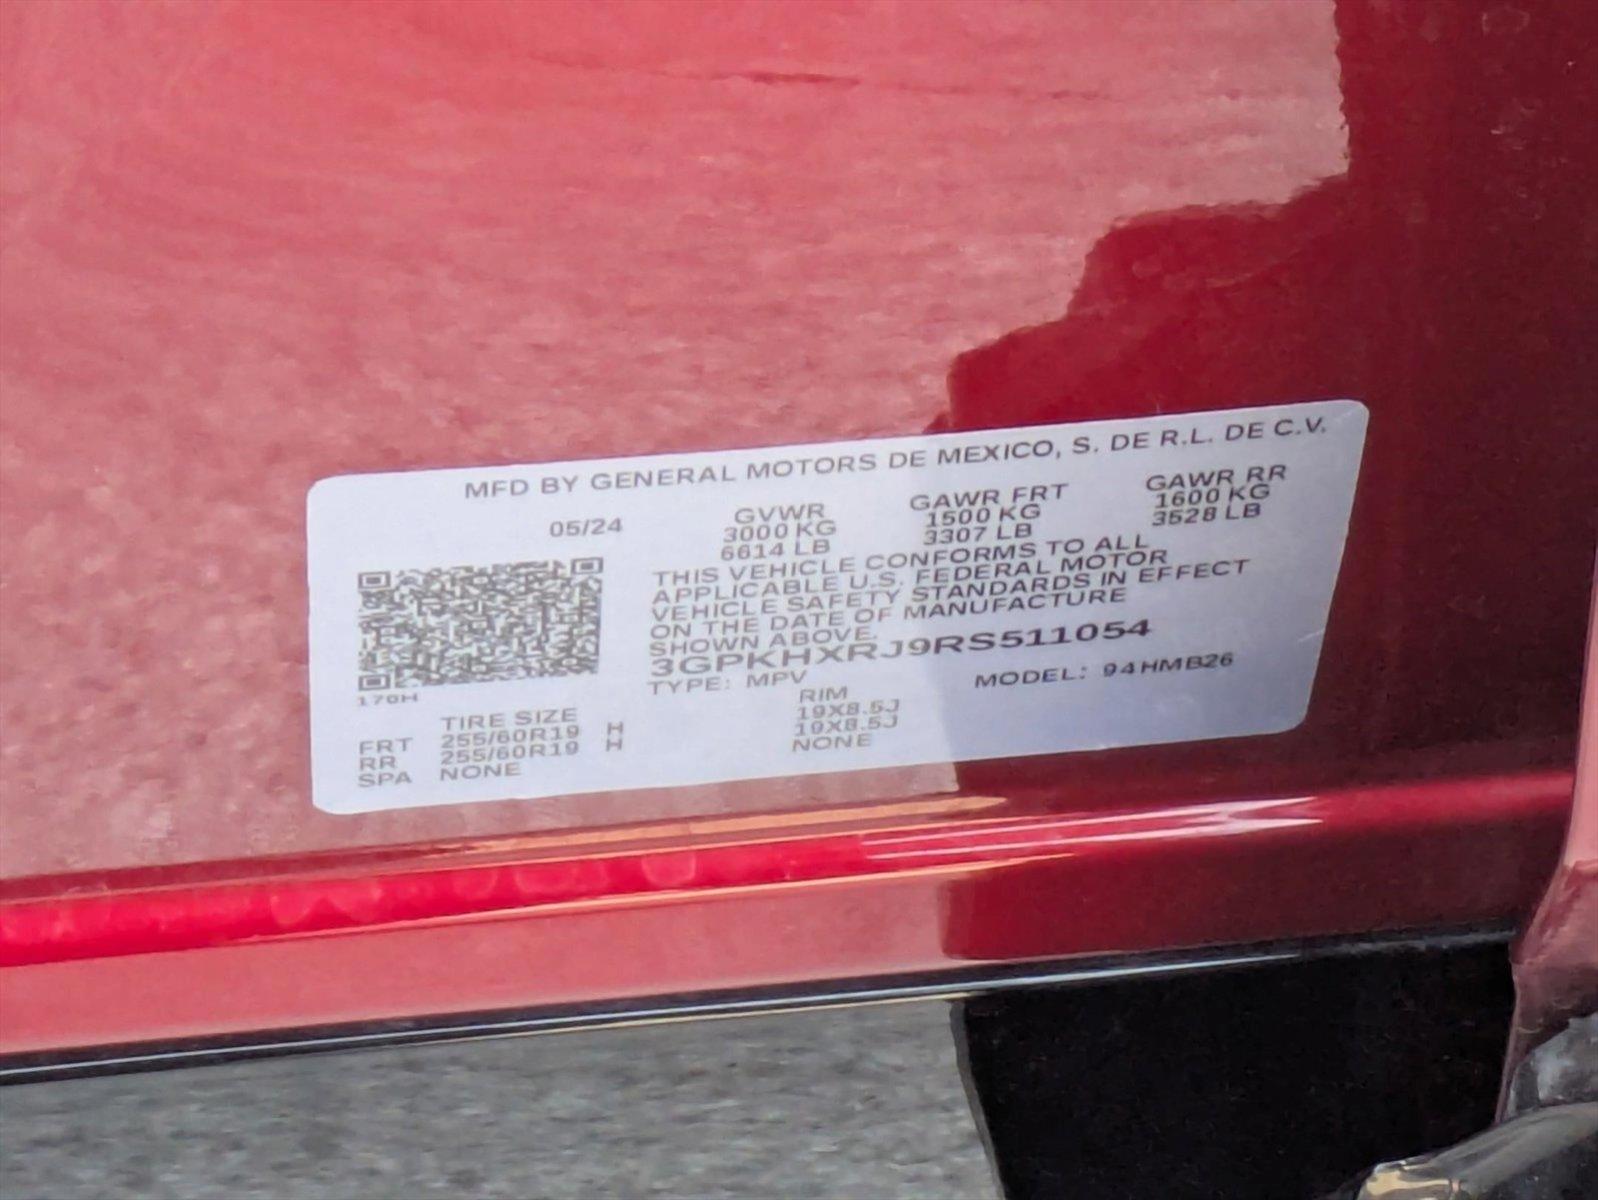 MFD BY GENERAL MOTORS DE MEXICO, S. DE R.L. DE C.V.
05/24 GVWR GAWR FRT GAWR RR
3000 KG 1500 KG 1600 KG
6614 LB 3307 LB 3528 LB
THIS VEHICLE CONFORMS TO ALL
APPLICABLE U.S. FEDERAL MOTOR
VEHICLE SAFETY STANDARDS IN EFFECT
ON THE DATE OF MANUFACTURE
SHOWN ABOVE.
3GPKHXRJ9RS511054
TYPE: MPV MODEL: 94HMB26
170H
TIRE SIZE RIM
FRT 255/60R19 H 19X8.5J
RR 255/60R19 H 19X8.5J
SPA NONE NONE